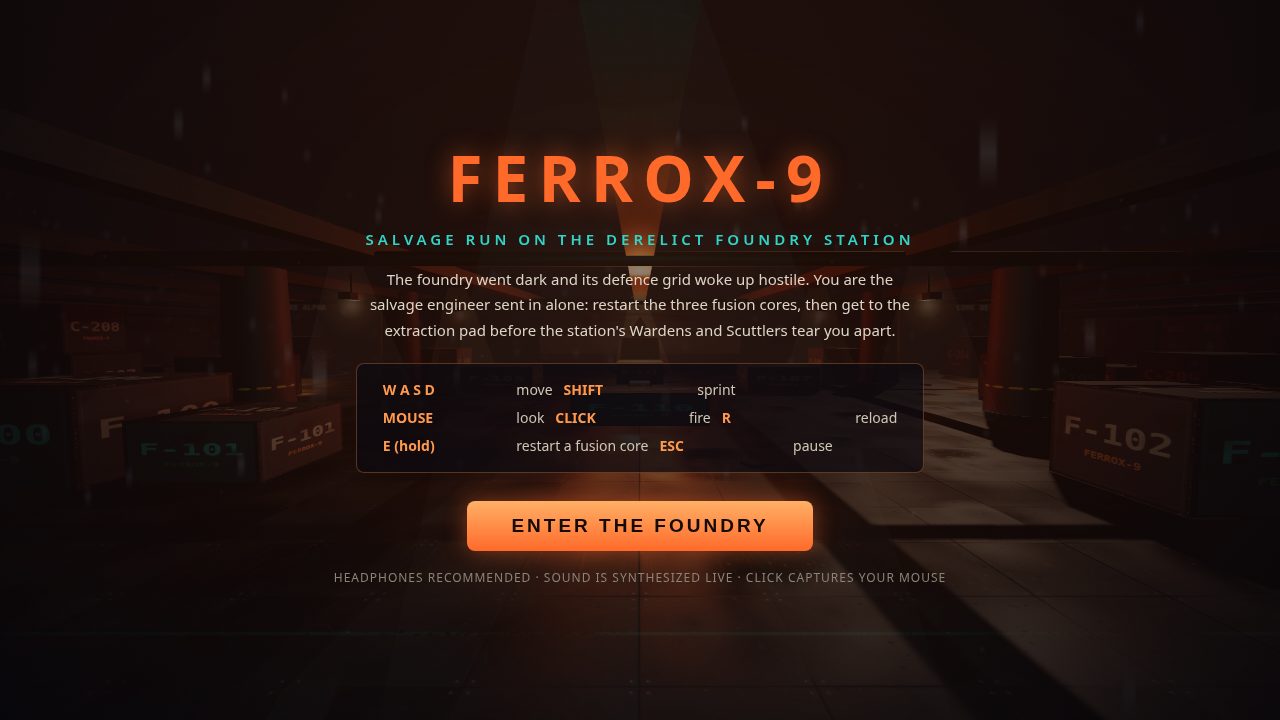 FERROX-9
SALVAGE RUN ON THE DERELICT FOUNDRY STATION
The foundry went dark and its defence grid woke up hostile. You are the
salvage engineer sent in alone: restart the three fusion cores, then get to the
extraction pad before the station's Wardens and Scuttlers tear you apart.
C-208
W A S D move SHIFT sprint
MOUSE look CLICK fire R reload
E (hold) restart a fusion core ESC pause
F-101
F-101
FERROX-9
F-102
FERROX-9
ENTER THE FOUNDRY
HEADPHONES RECOMMENDED · SOUND IS SYNTHESIZED LIVE · CLICK CAPTURES YOUR MOUSE